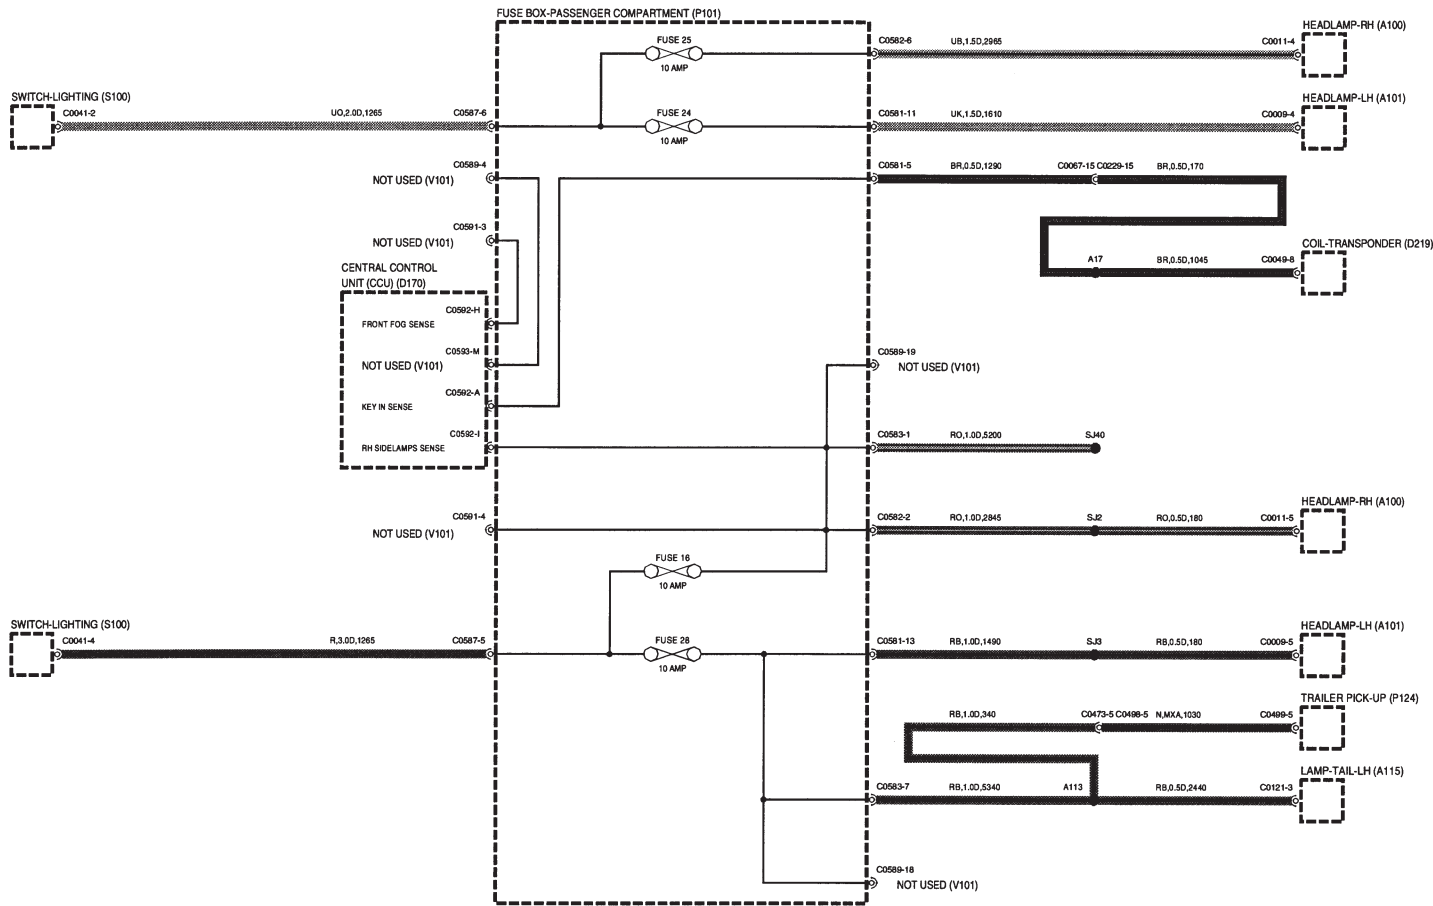 FUSE BOX-PASSENGER COMPARTMENT (P101)
HEADLAMP-RH (A100)
FUSE 25
C0582-6 UB,1.5D,2965 C0011-4
10 AMP
SWITCH-LIGHTING (S100)
HEADLAMP-LH (A101)
C0041-2 UO,2.0D,1265 C0587-6
FUSE 24
C0581-11 UK,1.5D,1610 C0009-4
10 AMP
C0589-4
NOT USED (V101)
C0581-5 BR,0.5D,1290 C0067-15 C0229-15 BR,0.5D,170
C0591-3
NOT USED (V101)
COIL-TRANSPONDER (D219)
A17 BR,0.5D,1045 C0049-8
CENTRAL CONTROL
UNIT (CCU) (D170)
C0592-H
FRONT FOG SENSE
C0593-M
NOT USED (V101)
C0589-19
NOT USED (V101)
C0592-A
KEY IN SENSE
C0592-I
RH SIDELAMPS SENSE
C0583-1 RO,1.0D,5200 SJ40
HEADLAMP-RH (A100)
C0591-4
NOT USED (V101)
C0582-2 RO,1.0D,2845 SJ2 RO,0.5D,180 C0011-5
FUSE 16
10 AMP
SWITCH-LIGHTING (S100)
HEADLAMP-LH (A101)
C0041-4 R,3.0D,1265 C0587-5
FUSE 28
C0581-13 RB,1.0D,1490 SJ3 RB,0.5D,180 C0009-5
10 AMP
TRAILER PICK-UP (P124)
RB,1.0D,340 C0473-5 C0498-5 N,MXA,1030 C0499-5
LAMP-TAIL-LH (A115)
C0583-7 RB,1.0D,5340 A113 RB,0.5D,2440 C0121-3
C0589-18
NOT USED (V101)